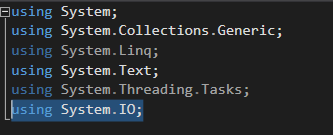 using System;
using System.Collections.Generic;
using System.Linq;
using System.Text;
using System.Threading.Tasks;
using System.IO;